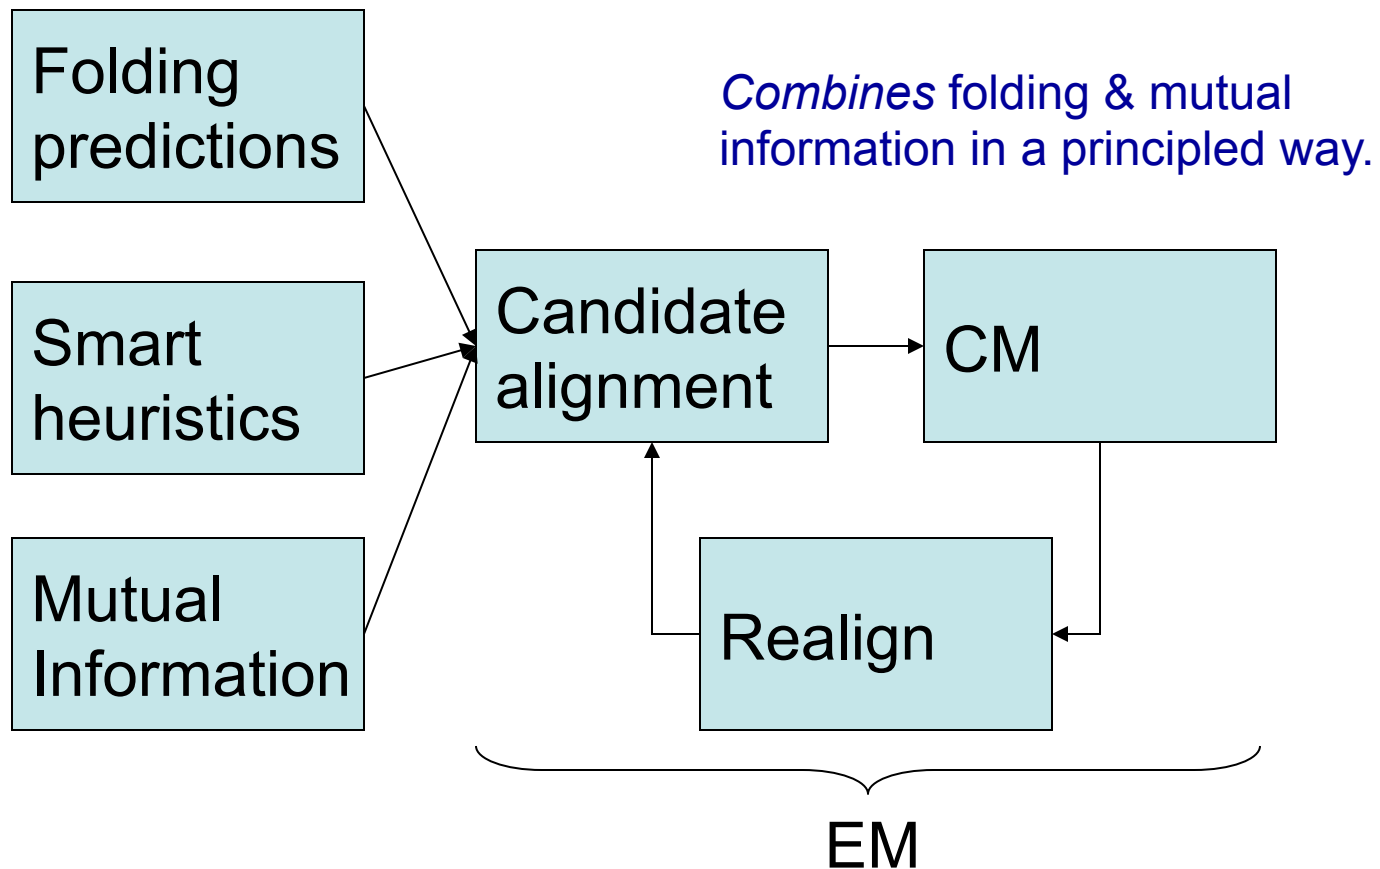 Folding
predictions
Combines folding & mutual
information in a principled way.
Smart
heuristics
Candidate
alignment
CM
Mutual
Information
Realign
EM